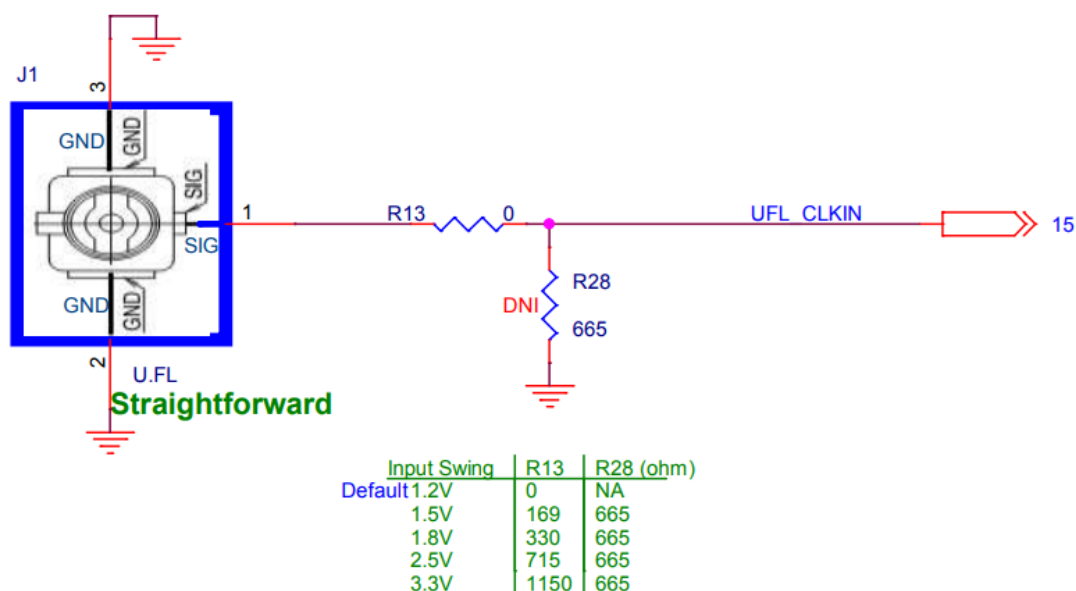 J1
3
GND
GND
SIG
1
R13
0
UFL_CLKIN
15
SIG
GND
GND
DNI
R28
665
2
U.FL
Straightforward
Input Swing R13 R28 (ohm)
Default 1.2V 0 NA
1.5V 169 665
1.8V 330 665
2.5V 715 665
3.3V 1150 665